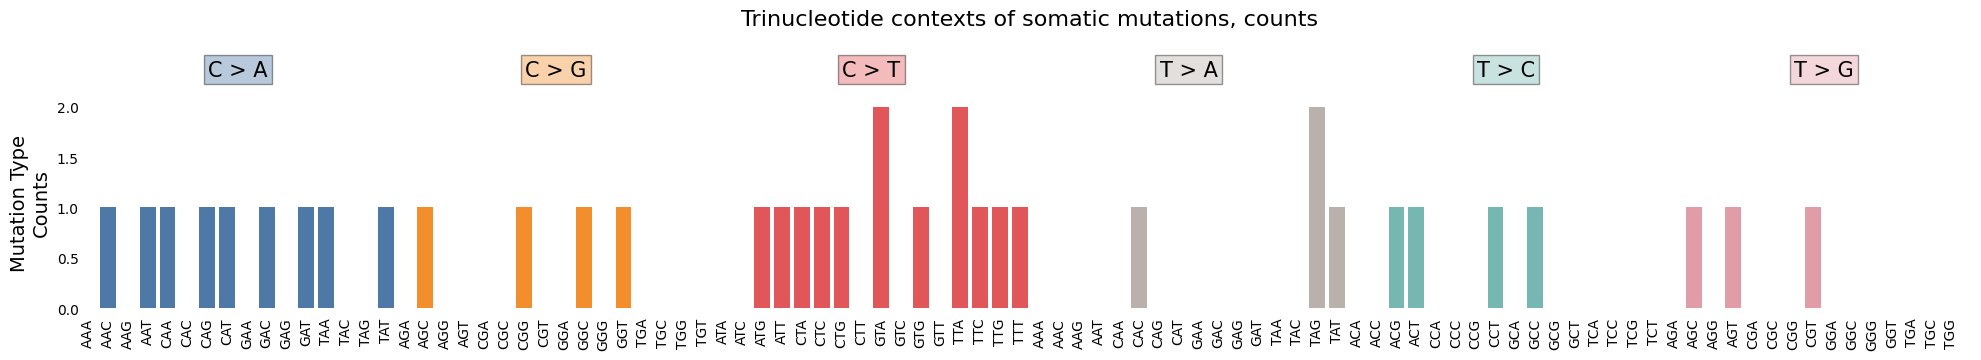 Trinucleotide contexts of somatic mutations, counts
C > A
C > G
C > T
T > A
T > C
T > G
Mutation Type
Counts
2.0
1.5
1.0
0.5
0.0
AAA
AAC
AAG
AAT
CAA
CAC
CAG
CAT
GAA
GAC
GAG
GAT
TAA
TAC
TAG
TAT
AGA
AGC
AGG
AGT
CGA
CGC
CGG
CGT
GGA
GGC
GGG
GGT
TGA
TGC
TGG
TGT
ATA
ATC
ATG
ATT
CTA
CTC
CTG
CTT
GTA
GTC
GTG
GTT
TTA
TTC
TTG
TTT
AAA
AAC
AAG
AAT
CAA
CAC
CAG
CAT
GAA
GAC
GAG
GAT
TAA
TAC
TAG
TAT
ACA
ACC
ACG
ACT
CCA
CCC
CCG
CCT
GCA
GCC
GCG
GCT
TCA
TCC
TCG
TCT
AGA
AGC
AGG
AGT
CGA
CGC
CGG
CGT
GGA
GGC
GGG
GGT
TGA
TGC
TGG